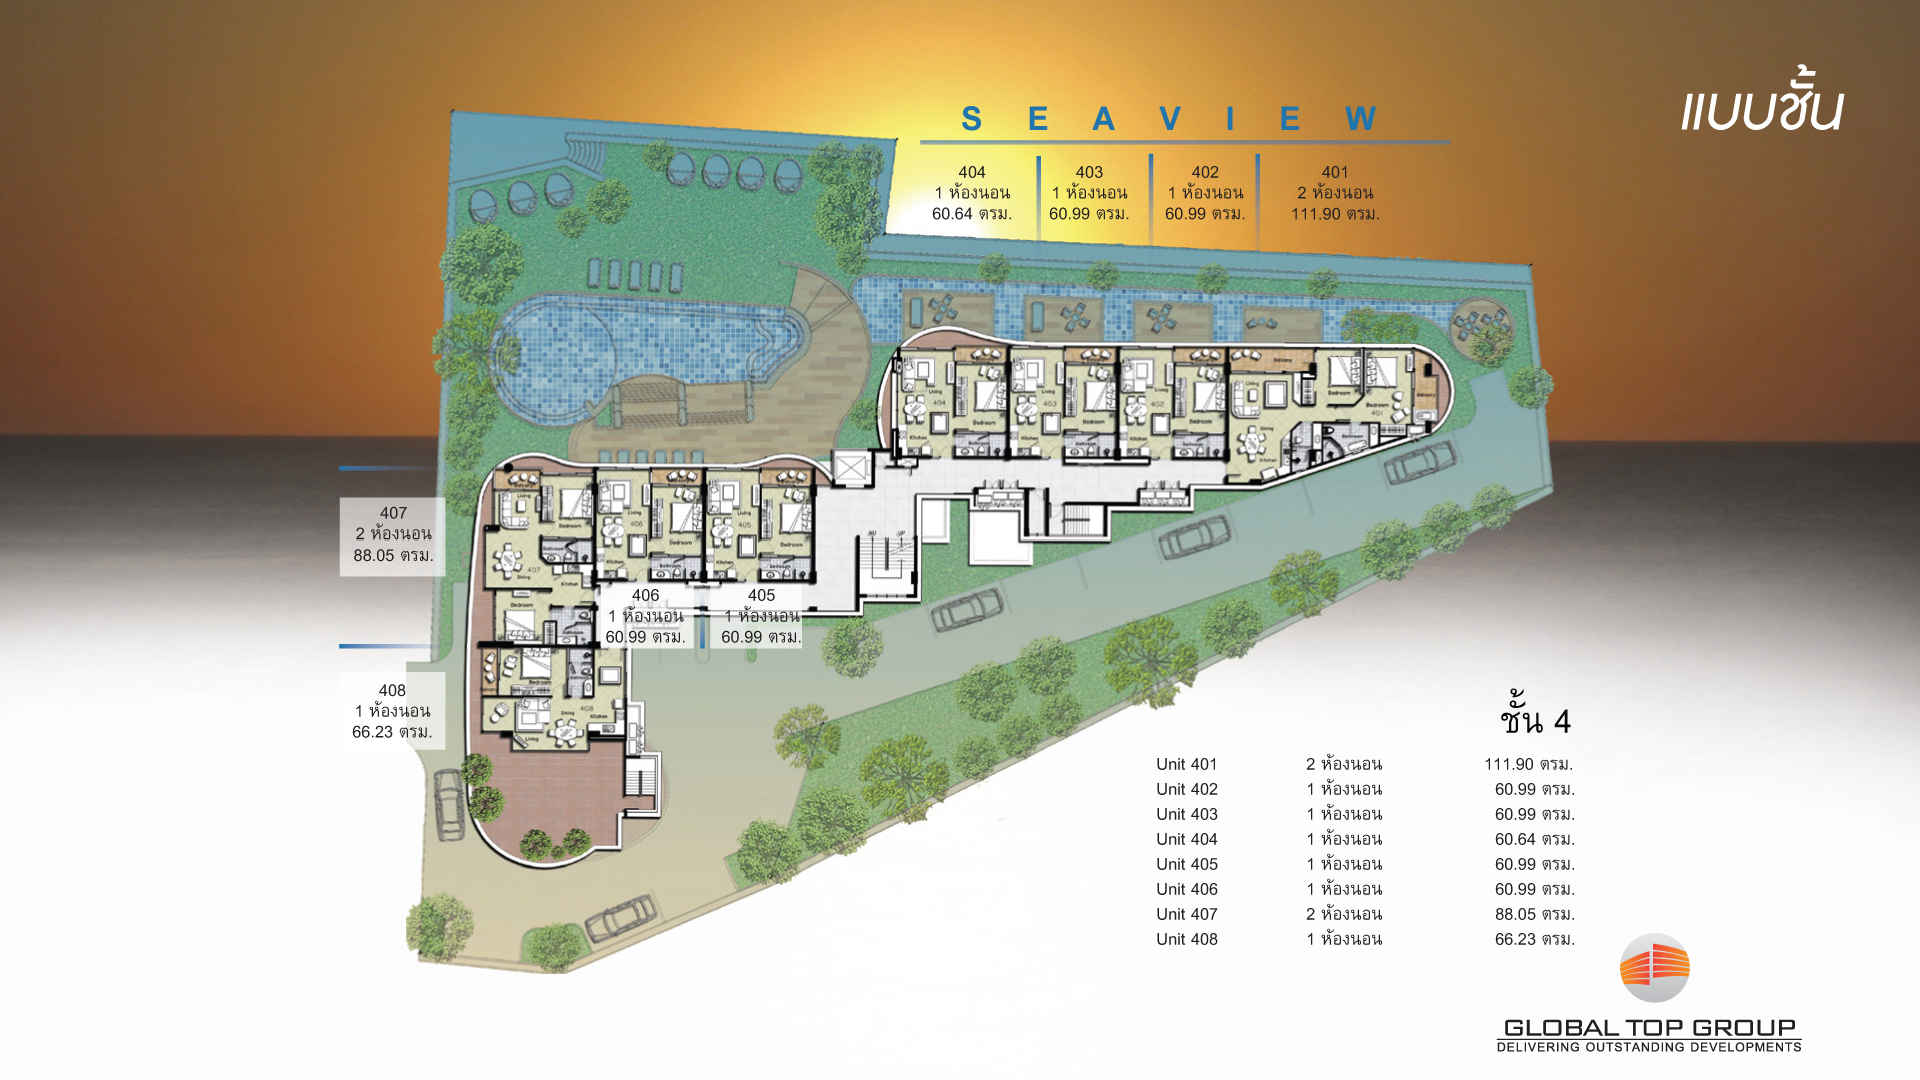 แบบชั้น
SEAVIEW
404
1 ห้องนอน
60.64 ตรม.
403
1 ห้องนอน
60.99 ตรม.
402
1 ห้องนอน
60.99 ตรม.
401
2 ห้องนอน
111.90 ตรม.
407
2 ห้องนอน
88.05 ตรม.
406
1 ห้องนอน
60.99 ตรม.
405
1 ห้องนอน
60.99 ตรม.
408
1 ห้องนอน
66.23 ตรม.
ชั้น 4
Unit 401 2 ห้องนอน 111.90 ตรม.
Unit 402 1 ห้องนอน 60.99 ตรม.
Unit 403 1 ห้องนอน 60.99 ตรม.
Unit 404 1 ห้องนอน 60.64 ตรม.
Unit 405 1 ห้องนอน 60.99 ตรม.
Unit 406 1 ห้องนอน 60.99 ตรม.
Unit 407 2 ห้องนอน 88.05 ตรม.
Unit 408 1 ห้องนอน 66.23 ตรม.
GLOBAL TOP GROUP
DELIVERING OUTSTANDING DEVELOPMENTS